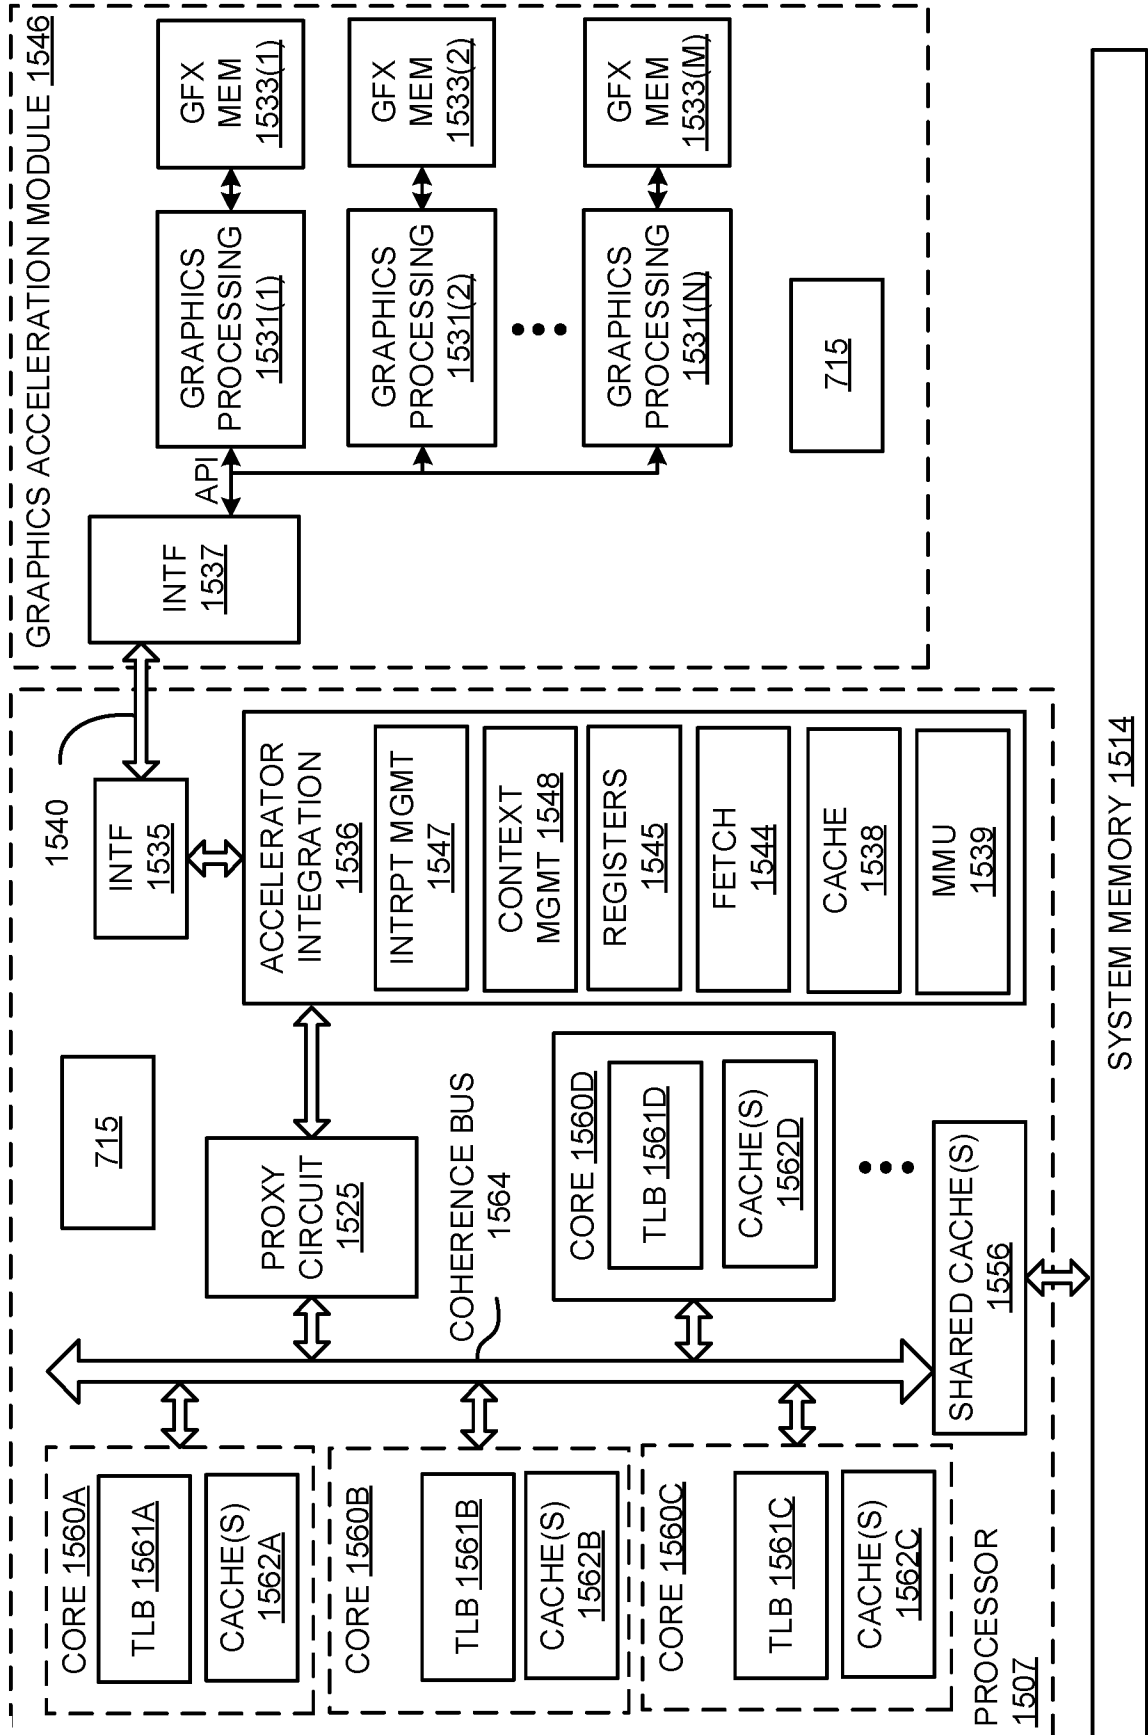 PROCESSOR
1507
CORE 1560A
TLB 1561A
CACHE(S)
1562A
CORE 1560B
TLB 1561B
CACHE(S)
1562B
CORE 1560C
TLB 1561C
CACHE(S)
1562C
COHERENCE BUS
1564
SHARED CACHE(S)
1556
715
PROXY
CIRCUIT
1525
CORE 1560D
TLB 1561D
CACHE(S)
1562D
1540
INTF
1535
ACCELERATOR
INTEGRATION
1536
INTRPT MGMT
1547
CONTEXT
MGMT 1548
REGISTERS
1545
FETCH
1544
CACHE
1538
MMU
1539
SYSTEM MEMORY 1514
GRAPHICS ACCELERATION MODULE 1546
INTF
1537
API
GRAPHICS
PROCESSING
1531(1)
GFX
MEM
1533(1)
GRAPHICS
PROCESSING
1531(2)
GFX
MEM
1533(2)
GRAPHICS
PROCESSING
1531(N)
GFX
MEM
1533(M)
715